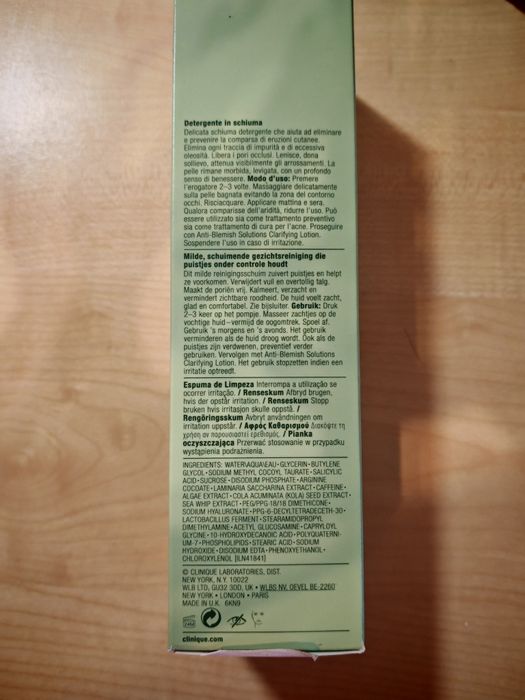 Detergente in schiuma
Delicata schiuma detergente che aiuta ad eliminare
e prevenire la comparsa di eruzioni cutanee.
Elimina ogni traccia di impurità e di eccessiva
oleosità. Libera i pori occlusi. Lenisce, dona
sollievo, attenua visibilmente gli arrossamenti. La
pelle rimane morbida, levigata, con un profondo
senso di benessere. Modo d'uso: Premere
l'erogatore 2–3 volte. Massaggiare delicatamente
sulla pelle bagnata evitando la zona del contorno
occhi. Risciacquare. Applicare mattina e sera.
Qualora comparisse dell'aridità, ridurre l'uso. Può
essere utilizzato sia come trattamento preventivo
sia come trattamento di cura per l'acne. Proseguire
con Anti-Blemish Solutions Clarifying Lotion.
Sospendere l'uso in caso di irritazione.
Milde, schuimende gezichtsreiniging die
puistjes onder controle houdt
Dit milde reinigingsschuim zuivert puistjes en helpt
ze voorkomen. Verwijdert vuil en overtollig talg.
Maakt de poriën vrij. Kalmeert, verzacht en
vermindert zichtbare roodheid. De huid voelt zacht,
glad en comfortabel. Zie bijsluiter. Gebruik: Druk
2–3 keer op het pompje. Masseer zachtjes op de
vochtige huid–vermijd de oogomtrek. Spoel af.
Gebruik 's morgens en 's avonds. Het gebruik
verminderen als de huid droog wordt. Ook als de
puistjes zijn verdwenen, preventief verder
gebruiken. Vervolgen met Anti-Blemish Solutions
Clarifying Lotion. Het gebruik stopzetten indien een
irritatie optreedt.
Espuma de Limpeza Interrompa a utilização se
ocorrer irritação. / Renseskum Afbryd brugen,
hvis der opstår irritation. / Renseskum Stopp
bruken hvis irritasjon skulle oppstå. /
Rengöringsskum Avbryt användningen om
irritation uppstår. / Αφρός Καθαρισμού Διακόψτε τη
χρήση αν παρουσιαστεί ερεθισμός. / Pianka
oczyszczająca Przerwać stosowanie w przypadku
wystąpienia podrażnienia.
INGREDIENTS: WATER\AQUA\EAU•GLYCERIN•BUTYLENE
GLYCOL•SODIUM METHYL COCOYL TAURATE•SALICYLIC
ACID•SUCROSE•DISODIUM PHOSPHATE•ARGININE
COCOATE•LAMINARIA SACCHARINA EXTRACT•CAFFEINE•
ALGAE EXTRACT•COLA ACUMINATA (KOLA) SEED EXTRACT•
SEA WHIP EXTRACT•PEG/PPG-18/18 DIMETHICONE•
SODIUM HYALURONATE•PPG-6-DECYLTETRADECETH-30•
LACTOBACILLUS FERMENT•STEARAMIDOPROPYL
DIMETHYLAMINE•ACETYL GLUCOSAMINE•CAPRYLOYL
GLYCINE•10-HYDROXYDECANOIC ACID•POLYQUATERNI-
UM-7•PHOSPHOLIPIDS•STEARIC ACID•SODIUM
HYDROXIDE•DISODIUM EDTA•PHENOXYETHANOL•
CHLOROXYLENOL [ILN41841]
© CLINIQUE LABORATORIES, DIST.
NEW YORK, N.Y. 10022
WLB LTD, GU32 3DD, U.K. • WLBS NV, OEVEL BE-2260
NEW YORK • LONDON • PARIS
MADE IN U.K. 6KN9
clinique.com